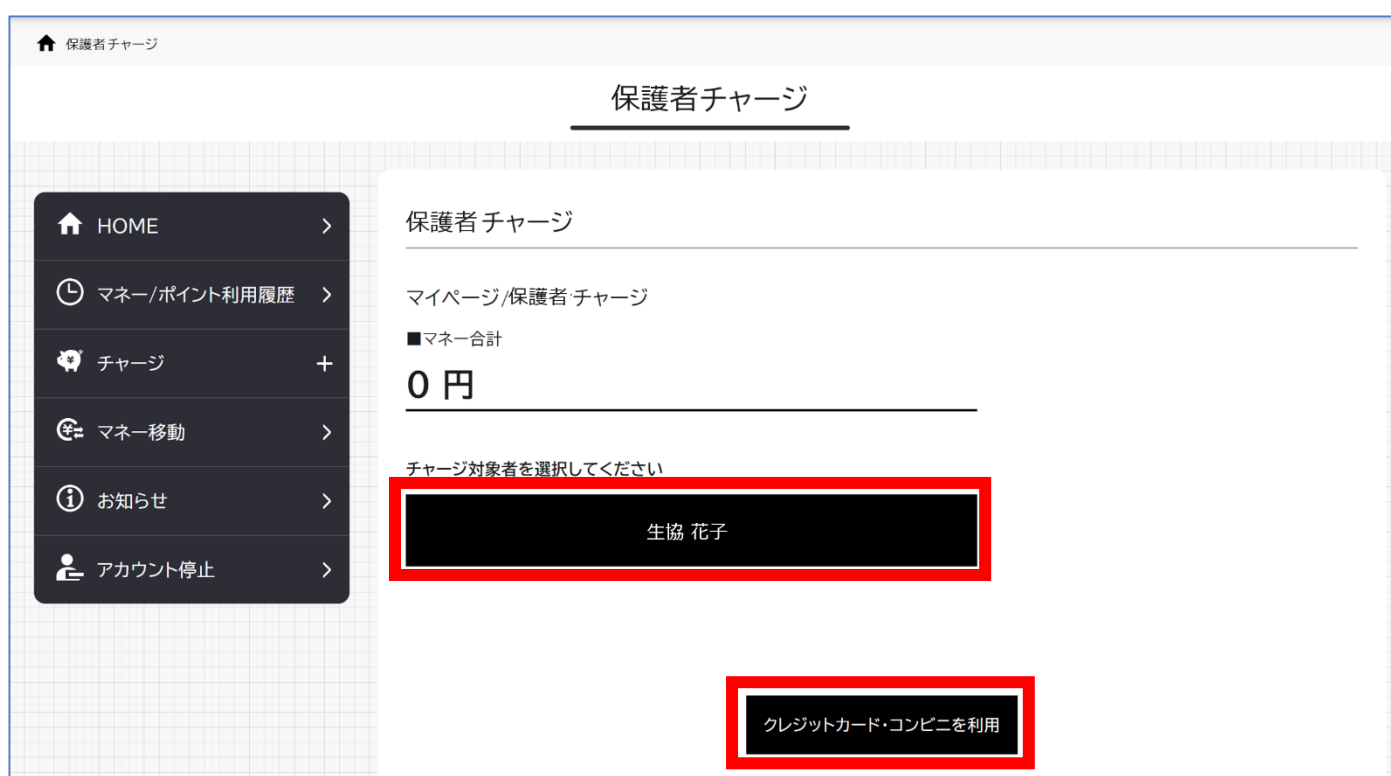 保護者チャージ
保護者チャージ
HOME
マネー/ポイント利用履歴
チャージ
マネー移動
お知らせ
アカウント停止
保護者チャージ
マイページ/保護者チャージ
■マネー合計
0 円
チャージ対象者を選択してください
生協 花子
クレジットカード・コンビニを利用